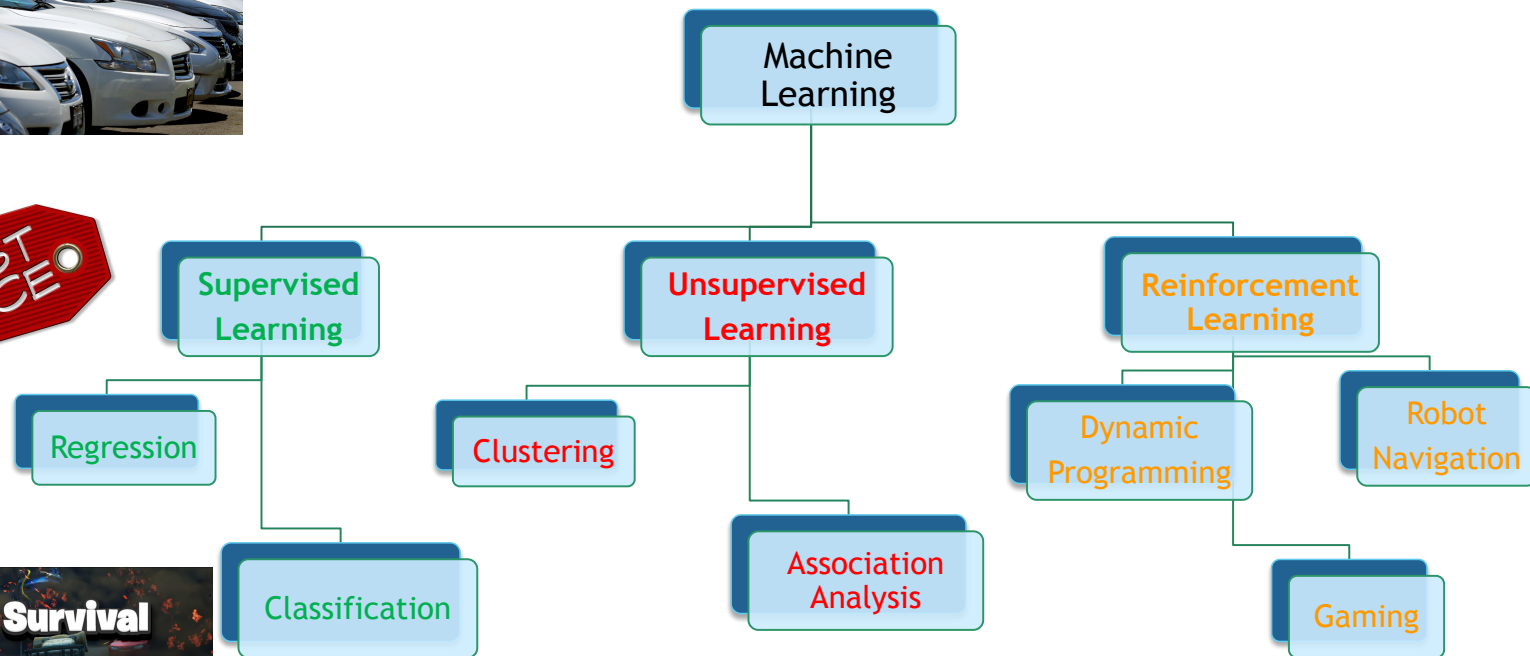 Machine
Learning
Supervised
Learning
Unsupervised
Learning
Reinforcement
Learning
Regression
Clustering
Dynamic
Programming
Robot
Navigation
Classification
Association
Analysis
Gaming
Survival